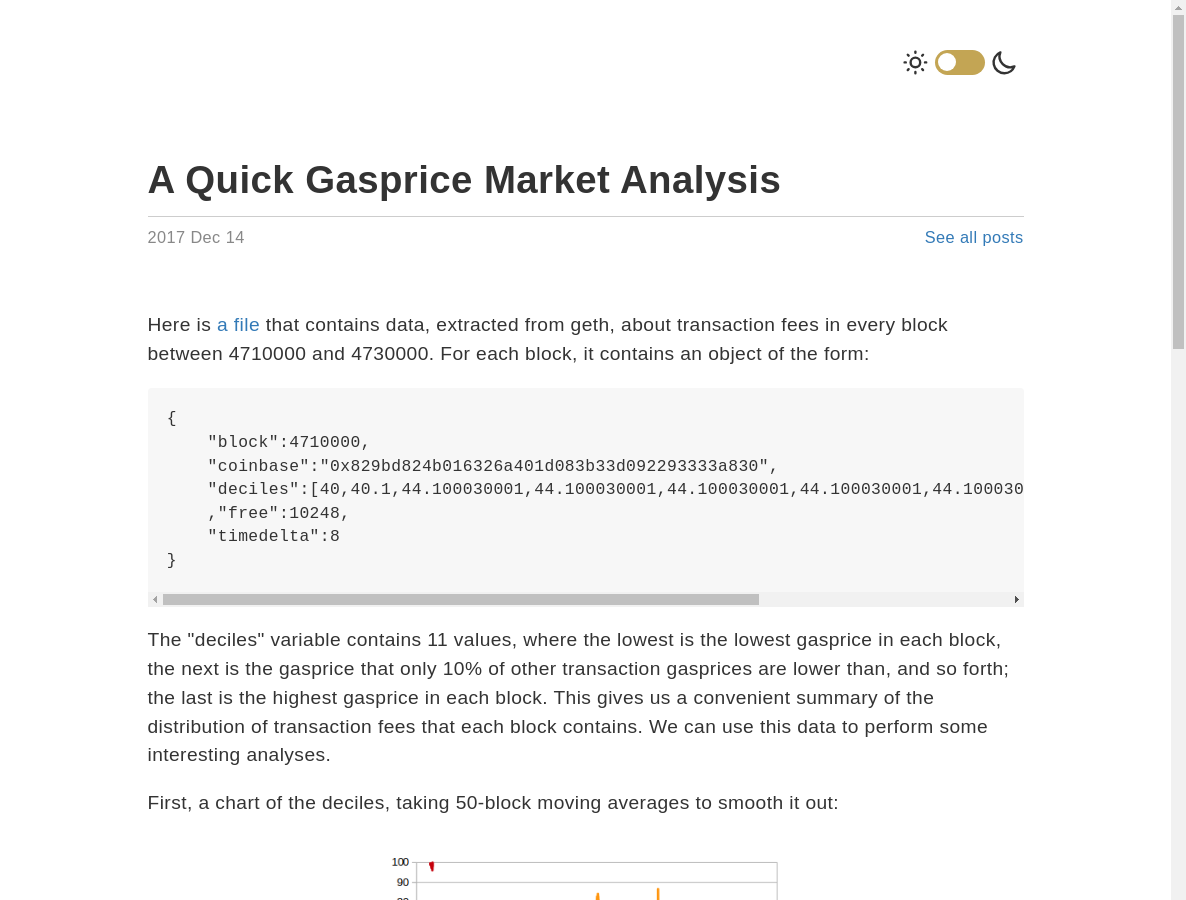 A Quick Gasprice Market Analysis
2017 Dec 14
See all posts
Here is a file that contains data, extracted from geth, about transaction fees in every block
between 4710000 and 4730000. For each block, it contains an object of the form:
{
"block":4710000,
"coinbase":"0x829bd824b016326a401d083b33d092293333a830",
"deciles":[40,40.1,44.100030001,44.100030001,44.100030001,44.100030001,44.100030
,"free":10248,
"timedelta":8
}
The "deciles" variable contains 11 values, where the lowest is the lowest gasprice in each block,
the next is the gasprice that only 10% of other transaction gasprices are lower than, and so forth;
the last is the highest gasprice in each block. This gives us a convenient summary of the
distribution of transaction fees that each block contains. We can use this data to perform some
interesting analyses.
First, a chart of the deciles, taking 50-block moving averages to smooth it out:
100
90